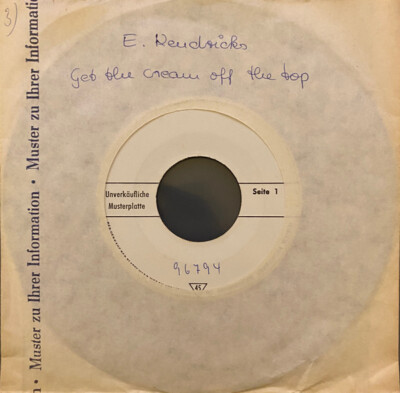 3)
E. Kendricks
Get the cream off the top
Unverkäufliche
Musterplatte
Seite 1
96794
45
• Muster zu Ihrer Information • Muster zu Ihrer Information